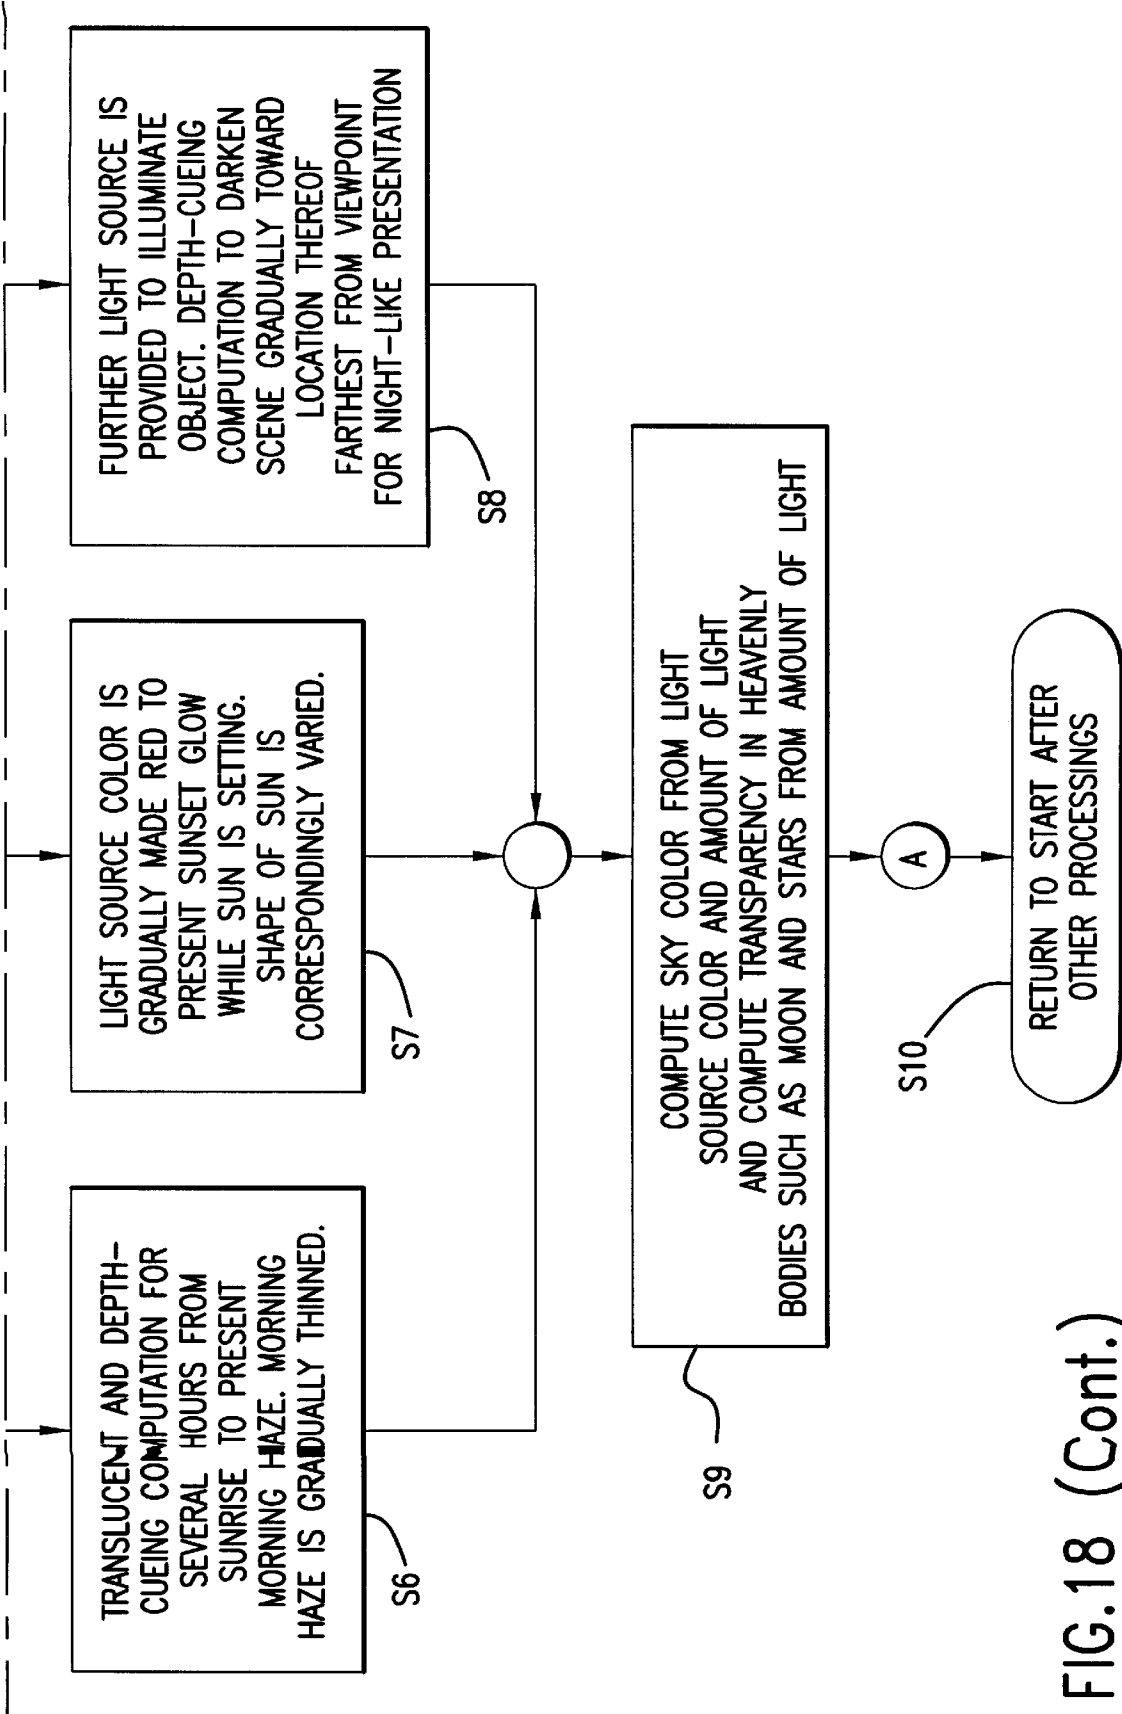 TRANSLUCENT AND DEPTH-
CUEING COMPUTATION FOR
SEVERAL HOURS FROM
SUNRISE TO PRESENT
MORNING HAZE. MORNING
HAZE IS GRADUALLY THINNED.
S6
LIGHT SOURCE COLOR IS
GRADUALLY MADE RED TO
PRESENT SUNSET GLOW
WHILE SUN IS SETTING.
SHAPE OF SUN IS
CORRESPONDINGLY VARIED.
S7
FURTHER LIGHT SOURCE IS
PROVIDED TO ILLUMINATE
OBJECT. DEPTH-CUEING
COMPUTATION TO DARKEN
SCENE GRADUALLY TOWARD
LOCATION THEREOF
FARTHEST FROM VIEWPOINT
FOR NIGHT-LIKE PRESENTATION
S8
COMPUTE SKY COLOR FROM LIGHT
SOURCE COLOR AND AMOUNT OF LIGHT
AND COMPUTE TRANSPARENCY IN HEAVENLY
BODIES SUCH AS MOON AND STARS FROM AMOUNT OF LIGHT
S9
A
RETURN TO START AFTER
OTHER PROCESSINGS
S10
FIG.18 (Cont.)